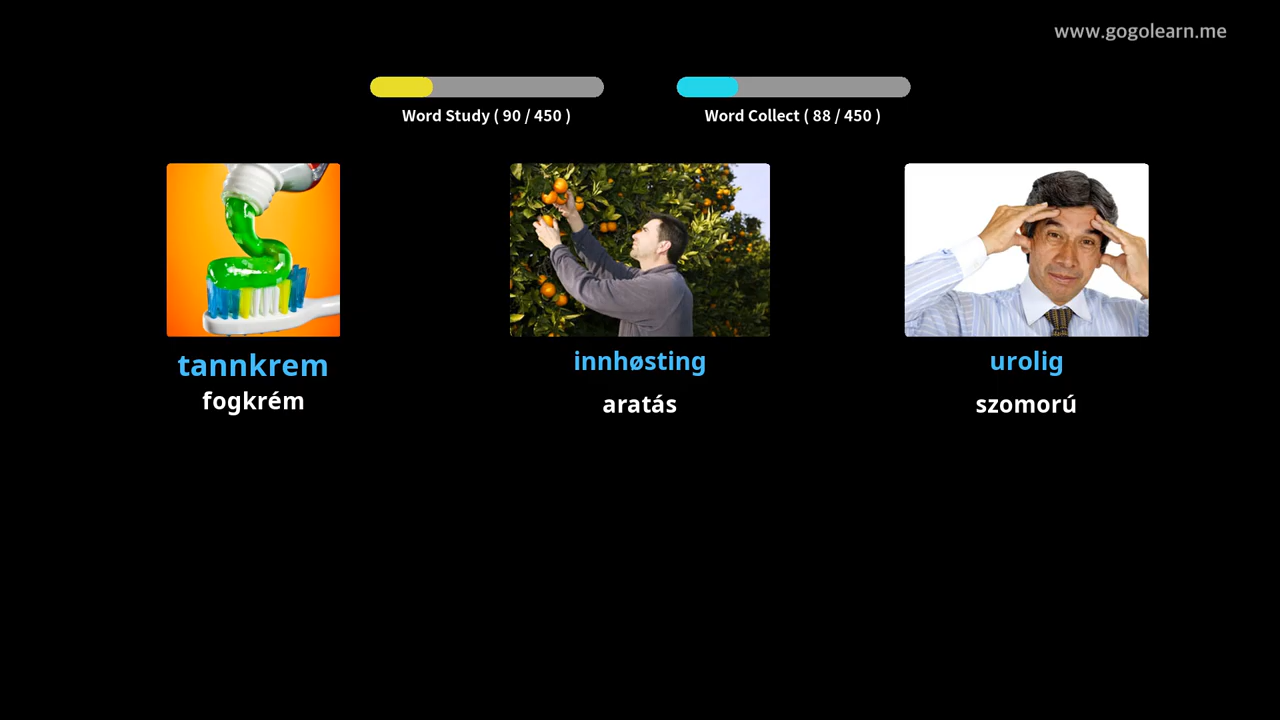 www.gogolearn.me
Word Study ( 90 / 450 )
Word Collect ( 88 / 450 )
tannkrem
fogkrém
innhøsting
aratás
urolig
szomorú